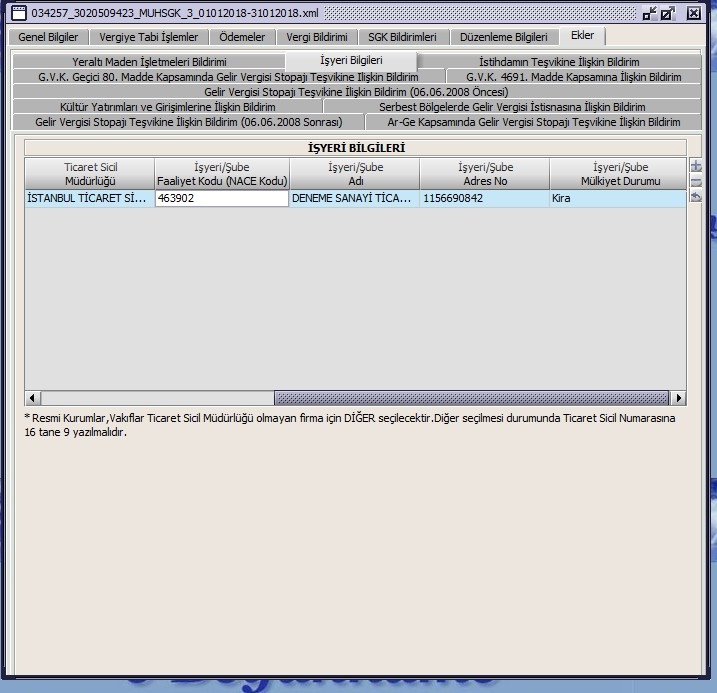 034257_3020509423_MUHSGK_3_01012018-31012018.xml
Genel Bilgiler Vergiye Tabi İşlemler Ödemeler Vergi Bildirimi SGK Bildirimleri Düzenleme Bilgileri Ekler
Yeraltı Maden İşletmeleri Bildirimi İşyeri Bilgileri İstihdamın Teşvikine İlişkin Bildirim
G.V.K. Geçici 80. Madde Kapsamında Gelir Vergisi Stopajı Teşvikine İlişkin Bildirim G.V.K. 4691. Madde Kapsamına İlişkin Bildirim
Gelir Vergisi Stopajı Teşvikine İlişkin Bildirim (06.06.2008 Öncesi)
Kültür Yatırımları ve Girişimlerine İlişkin Bildirim Serbest Bölgelerde Gelir Vergisi İstisnasına İlişkin Bildirim
Gelir Vergisi Stopajı Teşvikine İlişkin Bildirim (06.06.2008 Sonrası) Ar-Ge Kapsamında Gelir Vergisi Stopajı Teşvikine İlişkin Bildirim
İŞYERİ BİLGİLERİ
Ticaret Sicil İşyeri/Şube İşyeri/Şube İşyeri/Şube İşyeri/Şube
Müdürlüğü Faaliyet Kodu (NACE Kodu) Adı Adres No Mülkiyet Durumu
İSTANBUL TİCARET Sİ... 463902 DENEME SANAYİ TİCA... 1156690842 Kira
* Resmi Kurumlar,Vakıflar Ticaret Sicil Müdürlüğü olmayan firma için DİĞER seçilecektir.Diğer seçilmesi durumunda Ticaret Sicil Numarasına
16 tane 9 yazılmalıdır.